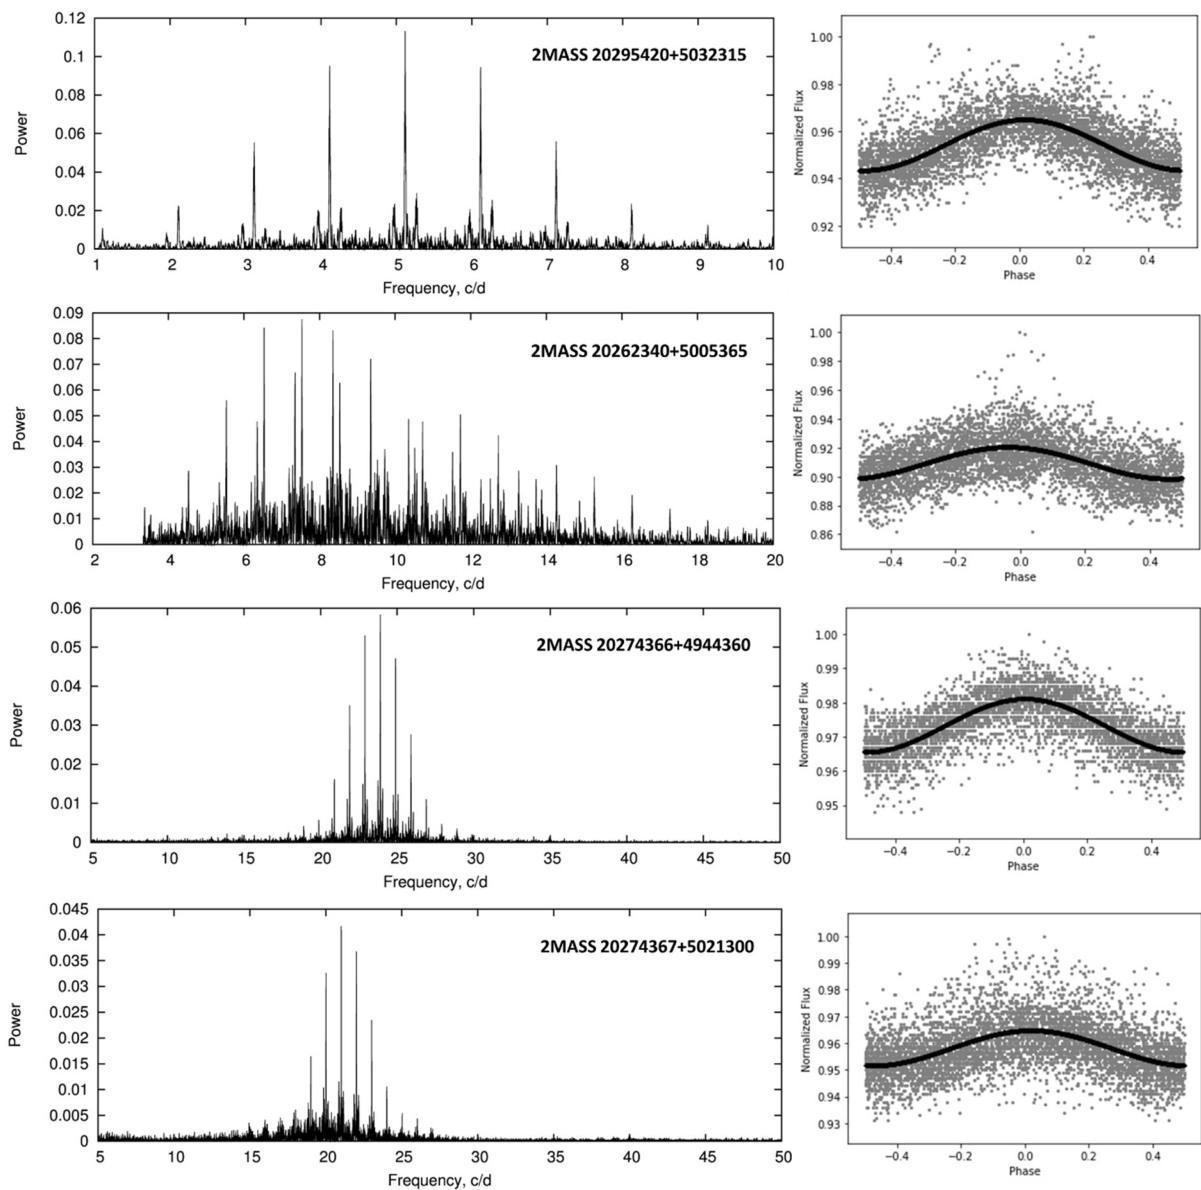 0.12
0.1
0.08
0.06
0.04
0.02
0
Power
2MASS 20295420+5032315
1 2 3 4 5 6 7 8 9 10
Frequency, c/d
1.00
0.98
0.96
0.94
0.92
Normalized Flux
−0.4 −0.2 0.0 0.2 0.4
Phase
0.09
0.08
0.07
0.06
0.05
0.04
0.03
0.02
0.01
0
Power
2MASS 20262340+5005365
2 4 6 8 10 12 14 16 18 20
Frequency, c/d
1.00
0.98
0.96
0.94
0.92
0.90
0.88
0.86
Normalized Flux
−0.4 −0.2 0.0 0.2 0.4
Phase
0.06
0.05
0.04
0.03
0.02
0.01
0
Power
2MASS 20274366+4944360
5 10 15 20 25 30 35 40 45 50
Frequency, c/d
1.00
0.99
0.98
0.97
0.96
0.95
Normalized Flux
−0.4 −0.2 0.0 0.2 0.4
Phase
0.045
0.04
0.035
0.03
0.025
0.02
0.015
0.01
0.005
0
Power
2MASS 20274367+5021300
5 10 15 20 25 30 35 40 45 50
Frequency, c/d
1.00
0.99
0.98
0.97
0.96
0.95
0.94
0.93
Normalized Flux
−0.4 −0.2 0.0 0.2 0.4
Phase